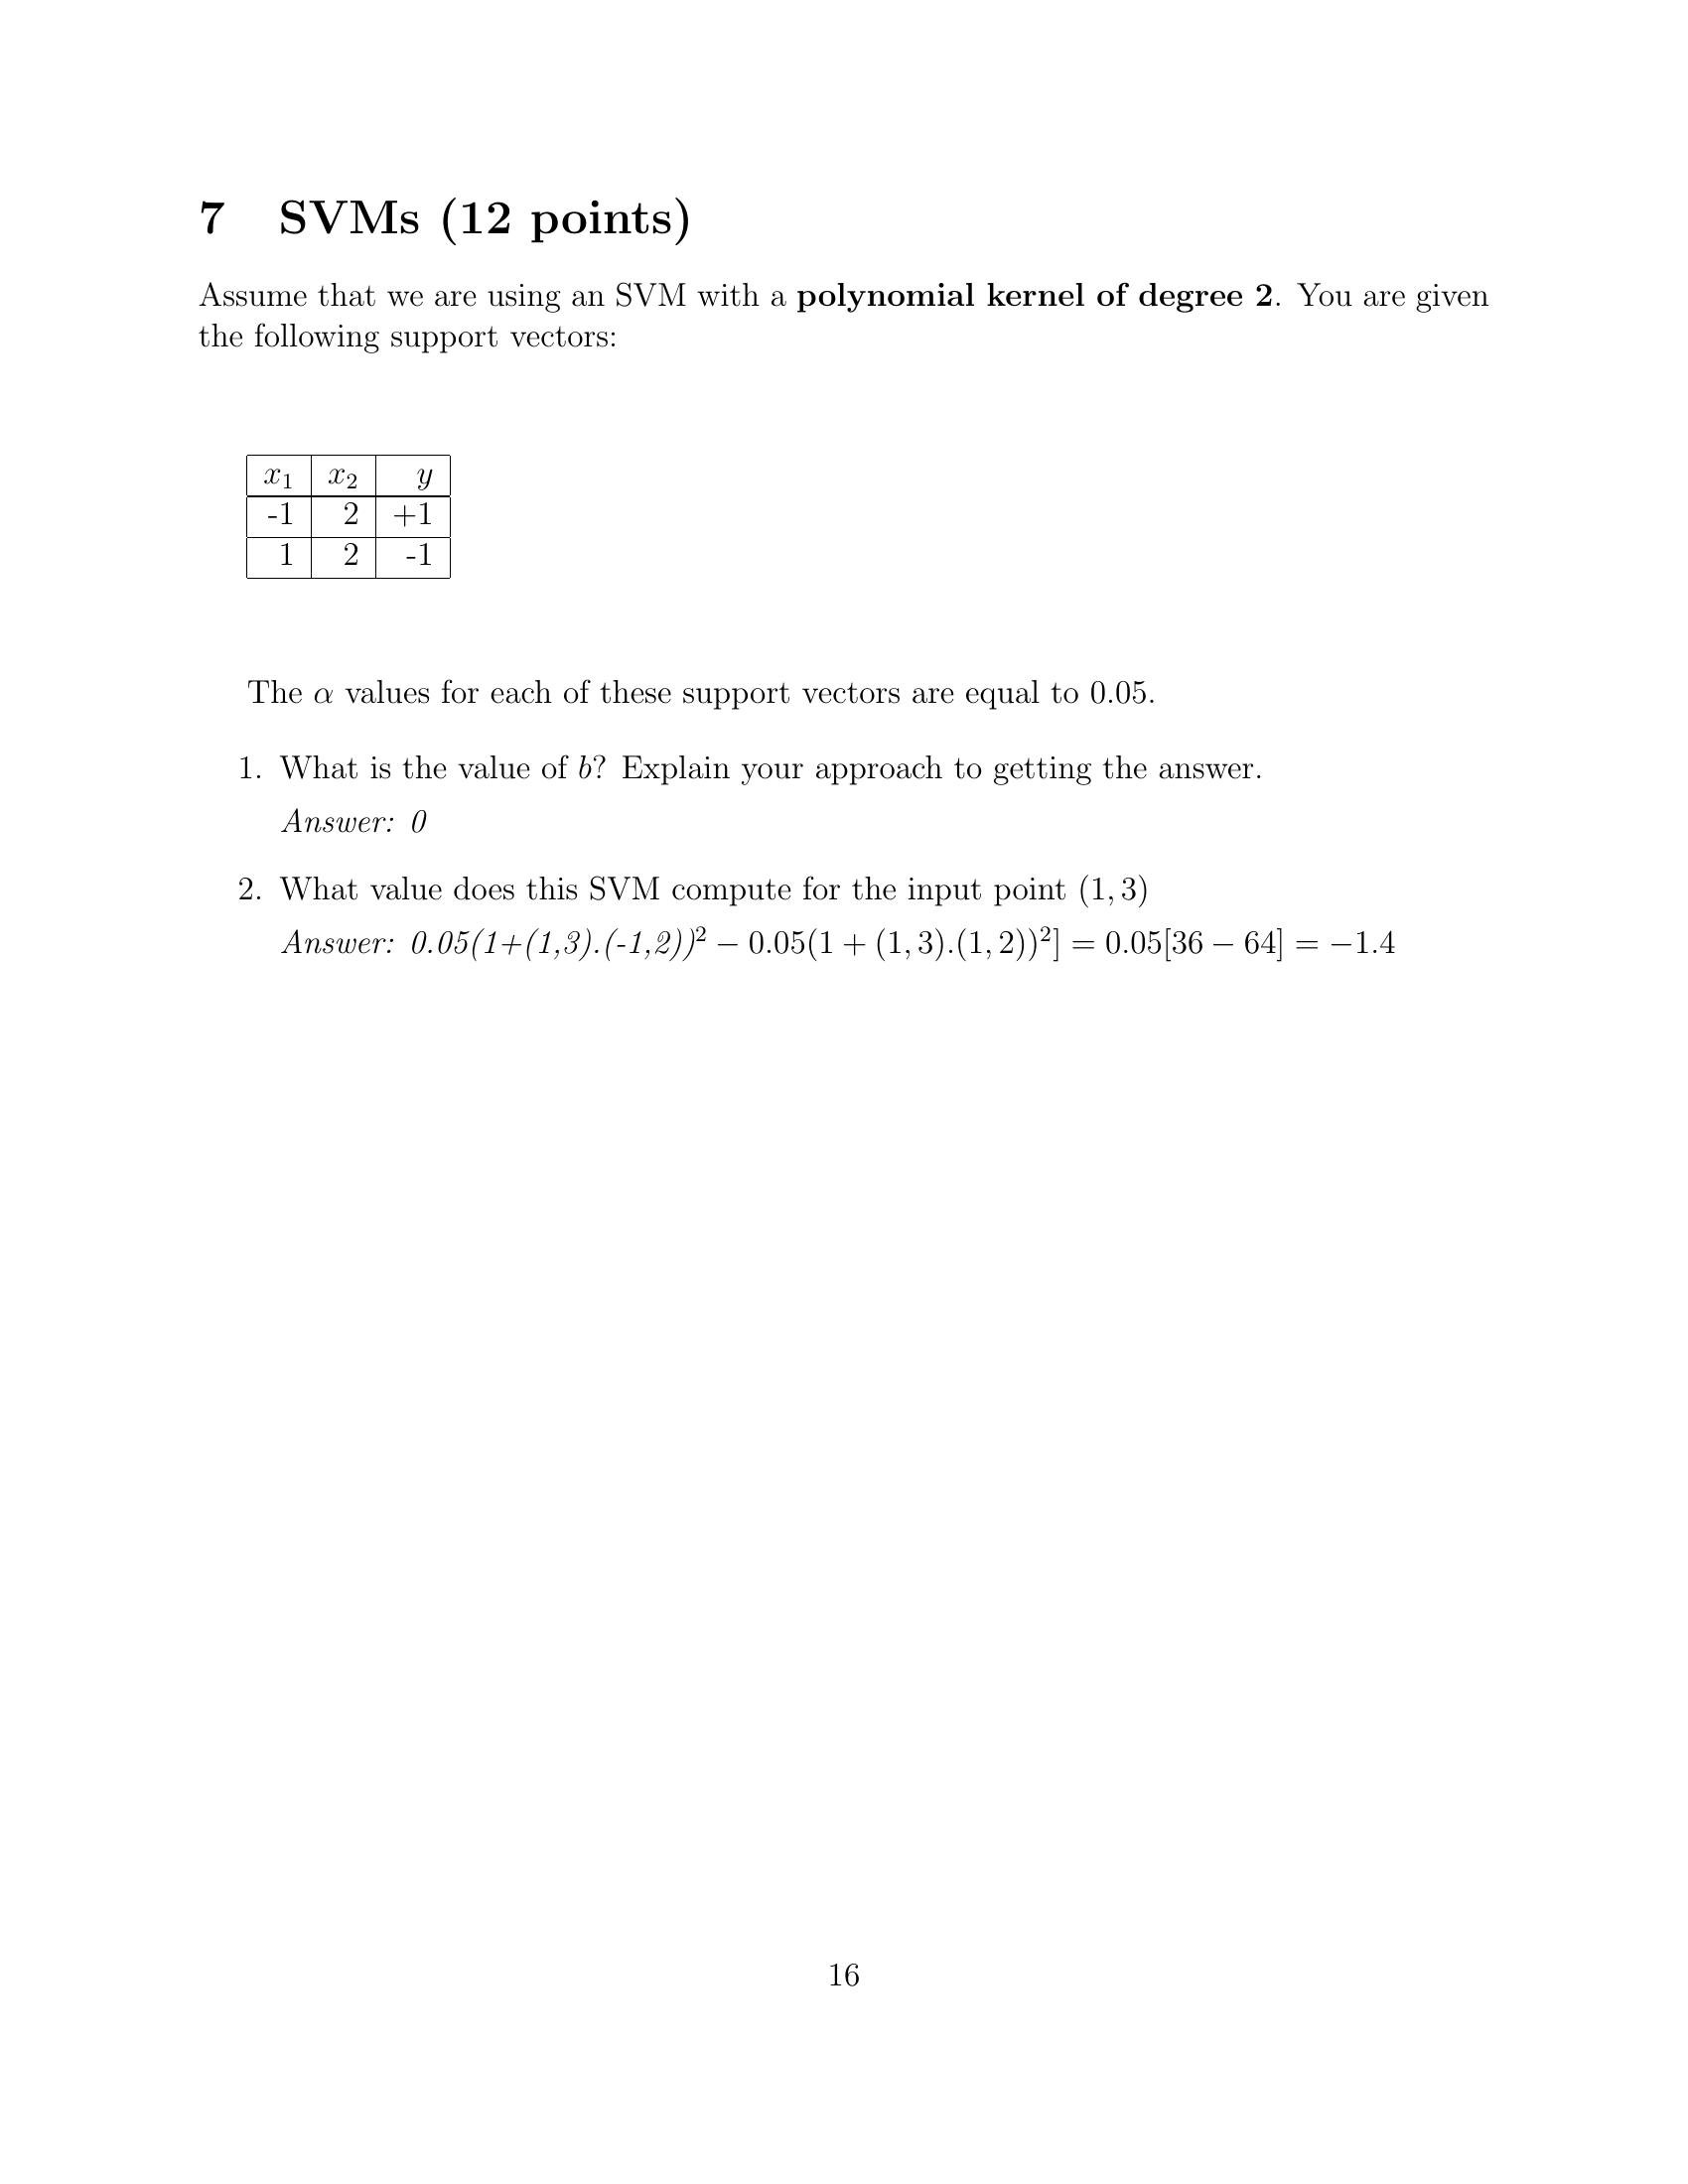 7 SVMs (12 points)
Assume that we are using an SVM with a polynomial kernel of degree 2. You are given
the following support vectors:
x₁ x₂ y
-1 2 +1
1 2 -1
The α values for each of these support vectors are equal to 0.05.
1. What is the value of b? Explain your approach to getting the answer.
Answer: 0
2. What value does this SVM compute for the input point (1, 3)
Answer: 0.05(1+(1,3).(-1,2))² − 0.05(1 + (1, 3).(1, 2))²] = 0.05[36 − 64] = −1.4
16